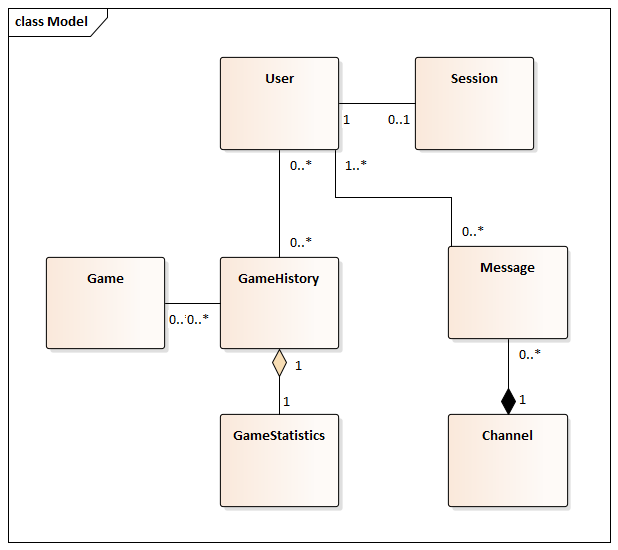 class Model
User
Session
1
0..1
0..*
1..*
0..*
0..*
Game
GameHistory
Message
0..*
0..*
0..*
1
1
1
GameStatistics
Channel